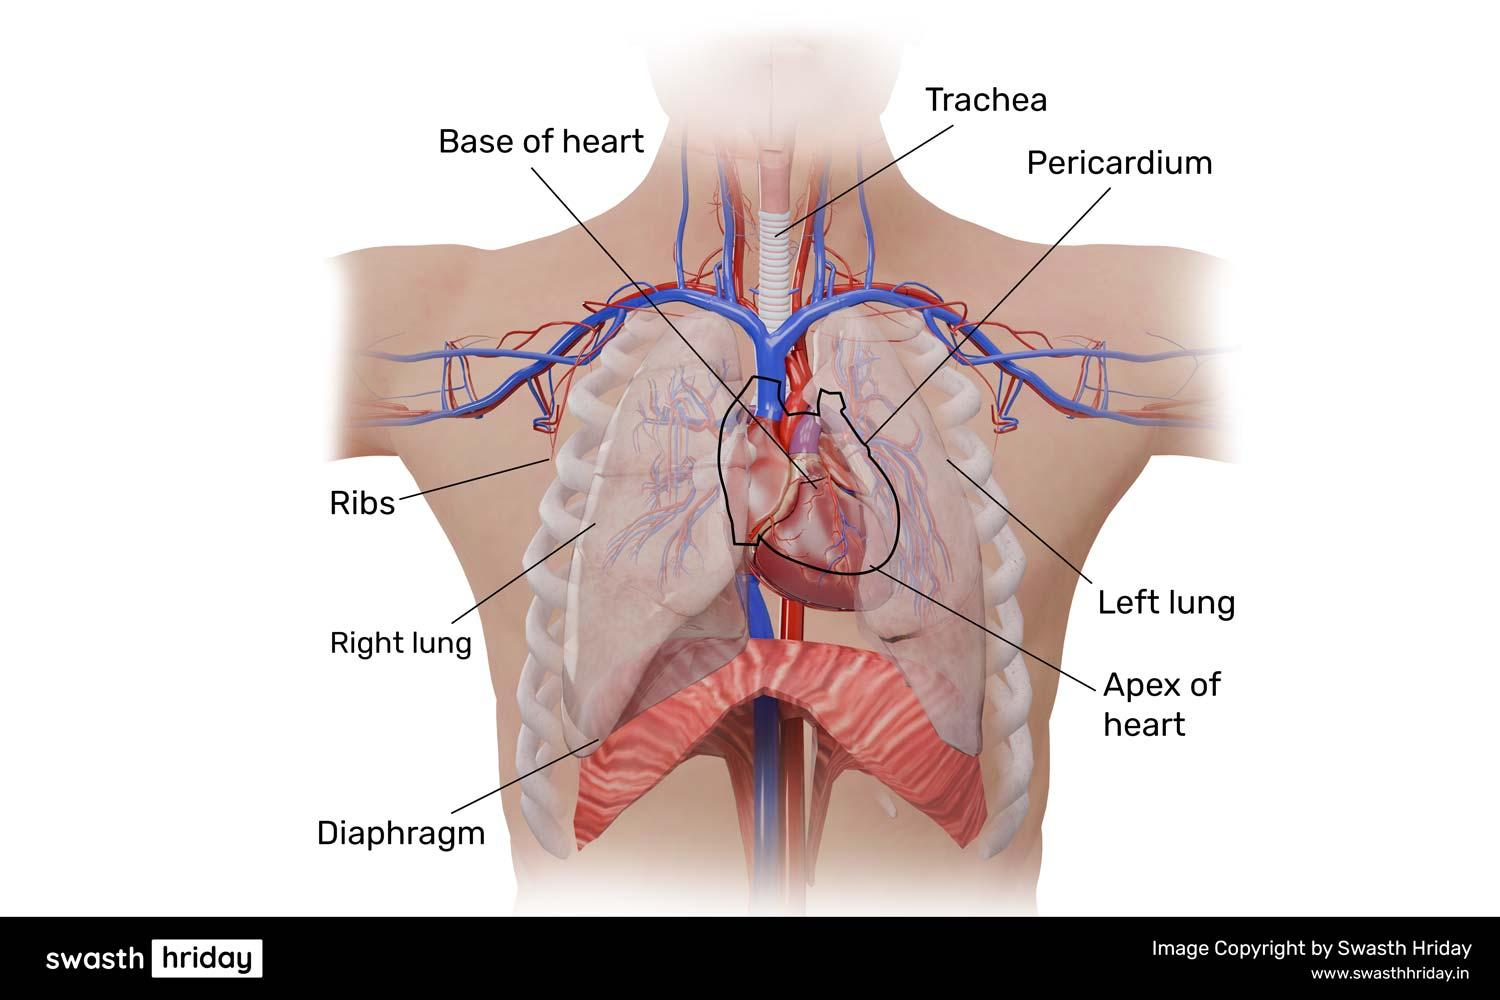 Trachea
Base of heart
Pericardium
Ribs
Left lung
Right lung
Apex of
heart
Diaphragm
swasth hriday
Image Copyright by Swasth Hriday
www.swasthhriday.in